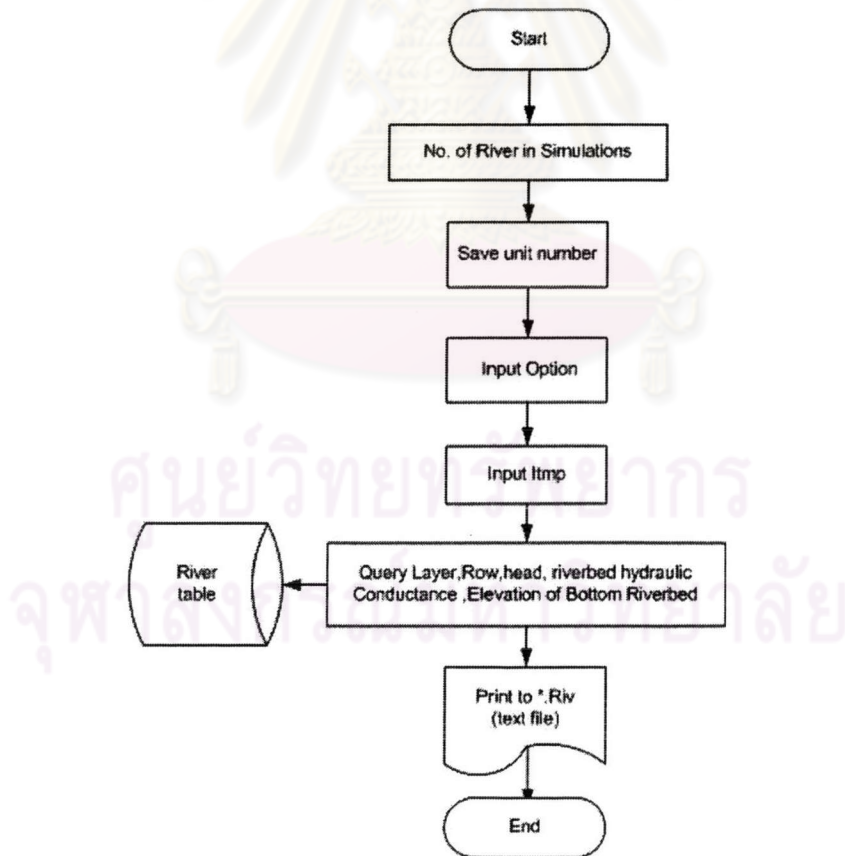 Start
No. of River in Simulations
Save unit number
Input Option
Input Itmp
River
table
Query Layer,Row,head, riverbed hydraulic
Conductance ,Elevation of Bottom Riverbed
Print to *.Riv
(text file)
End
ศูนย์วิทยทรัพยากร
จุฬาลงกรณ์มหาวิทยาลัย